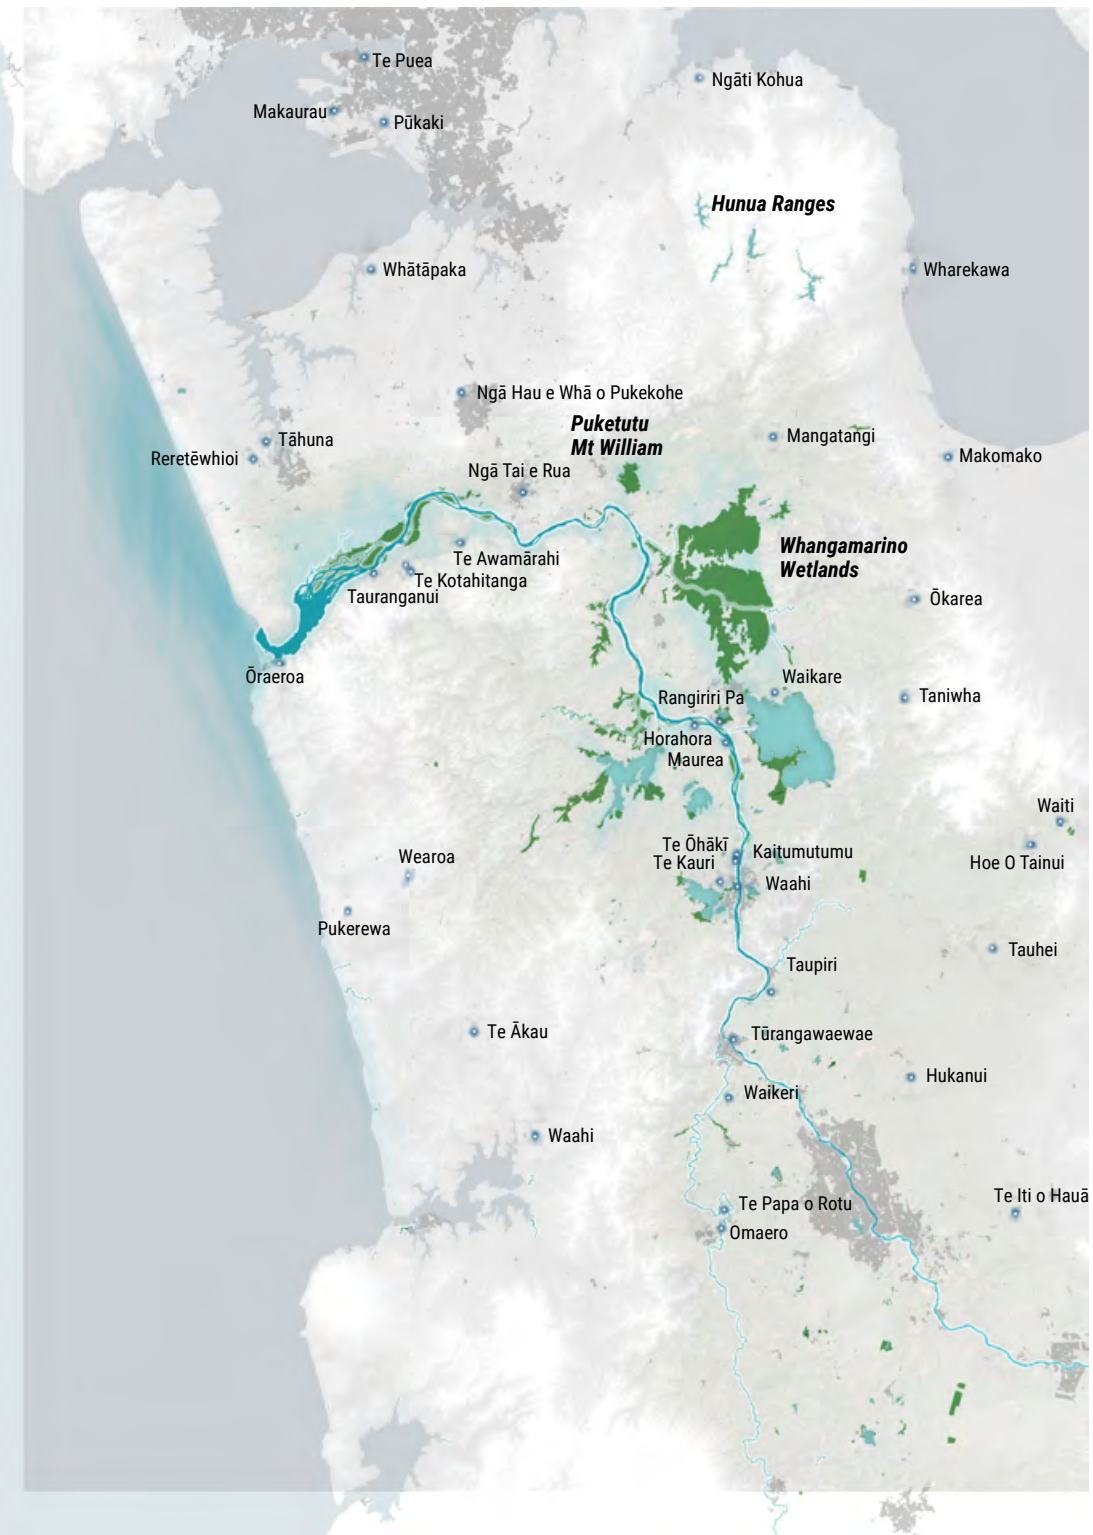 Te Puea
Ngāti Kohua
Makaurau
Pūkaki
Hunua Ranges
Whātāpaka
Wharekawa
Ngā Hau e Whā o Pukekohe
Puketutu
Mt William
Tāhuna
Mangatangi
Reretēwhioi
Makomako
Ngā Tai e Rua
Whangamarino
Wetlands
Te Awamārahi
Te Kotahitanga
Tauranganui
Ōkarea
Ōraeroa
Waikare
Rangiriri Pa
Taniwha
Horahora
Maurea
Waiti
Te Ōhākī
Kaitumutumu
Te Kauri
Hoe O Tainui
Wearoa
Waahi
Pukerewa
Tauhei
Taupiri
Te Ākau
Tūrangawaewae
Hukanui
Waikeri
Waahi
Te Iti o Hauā
Te Papa o Rotu
Omaero